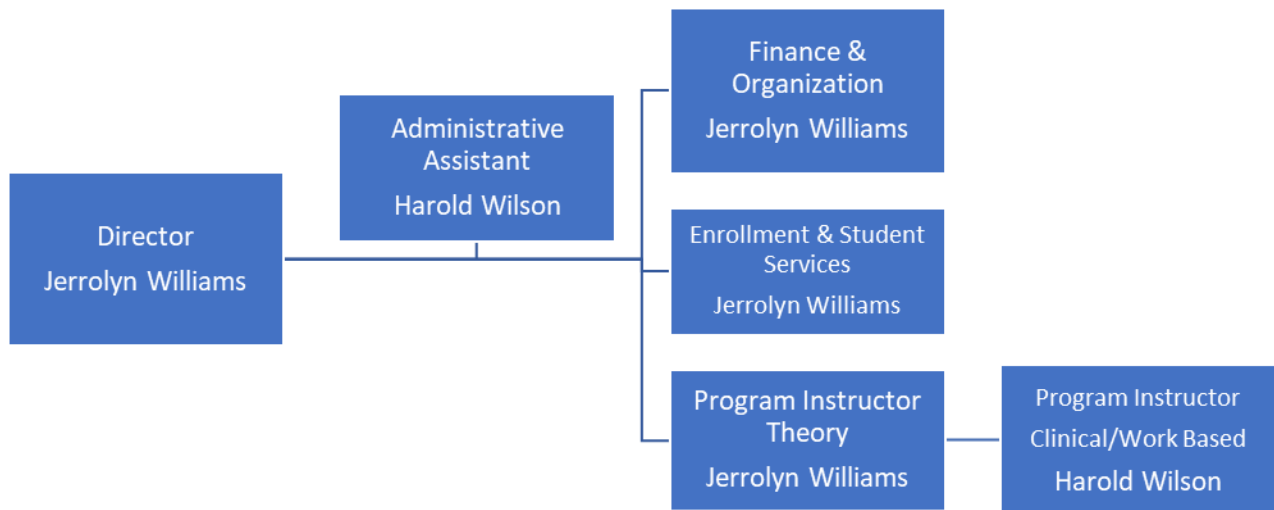 Director
Jerrolyn Williams
Administrative
Assistant
Harold Wilson
Finance &
Organization
Jerrolyn Williams
Enrollment & Student
Services
Jerrolyn Williams
Program Instructor
Theory
Jerrolyn Williams
Program Instructor
Clinical/Work Based
Harold Wilson